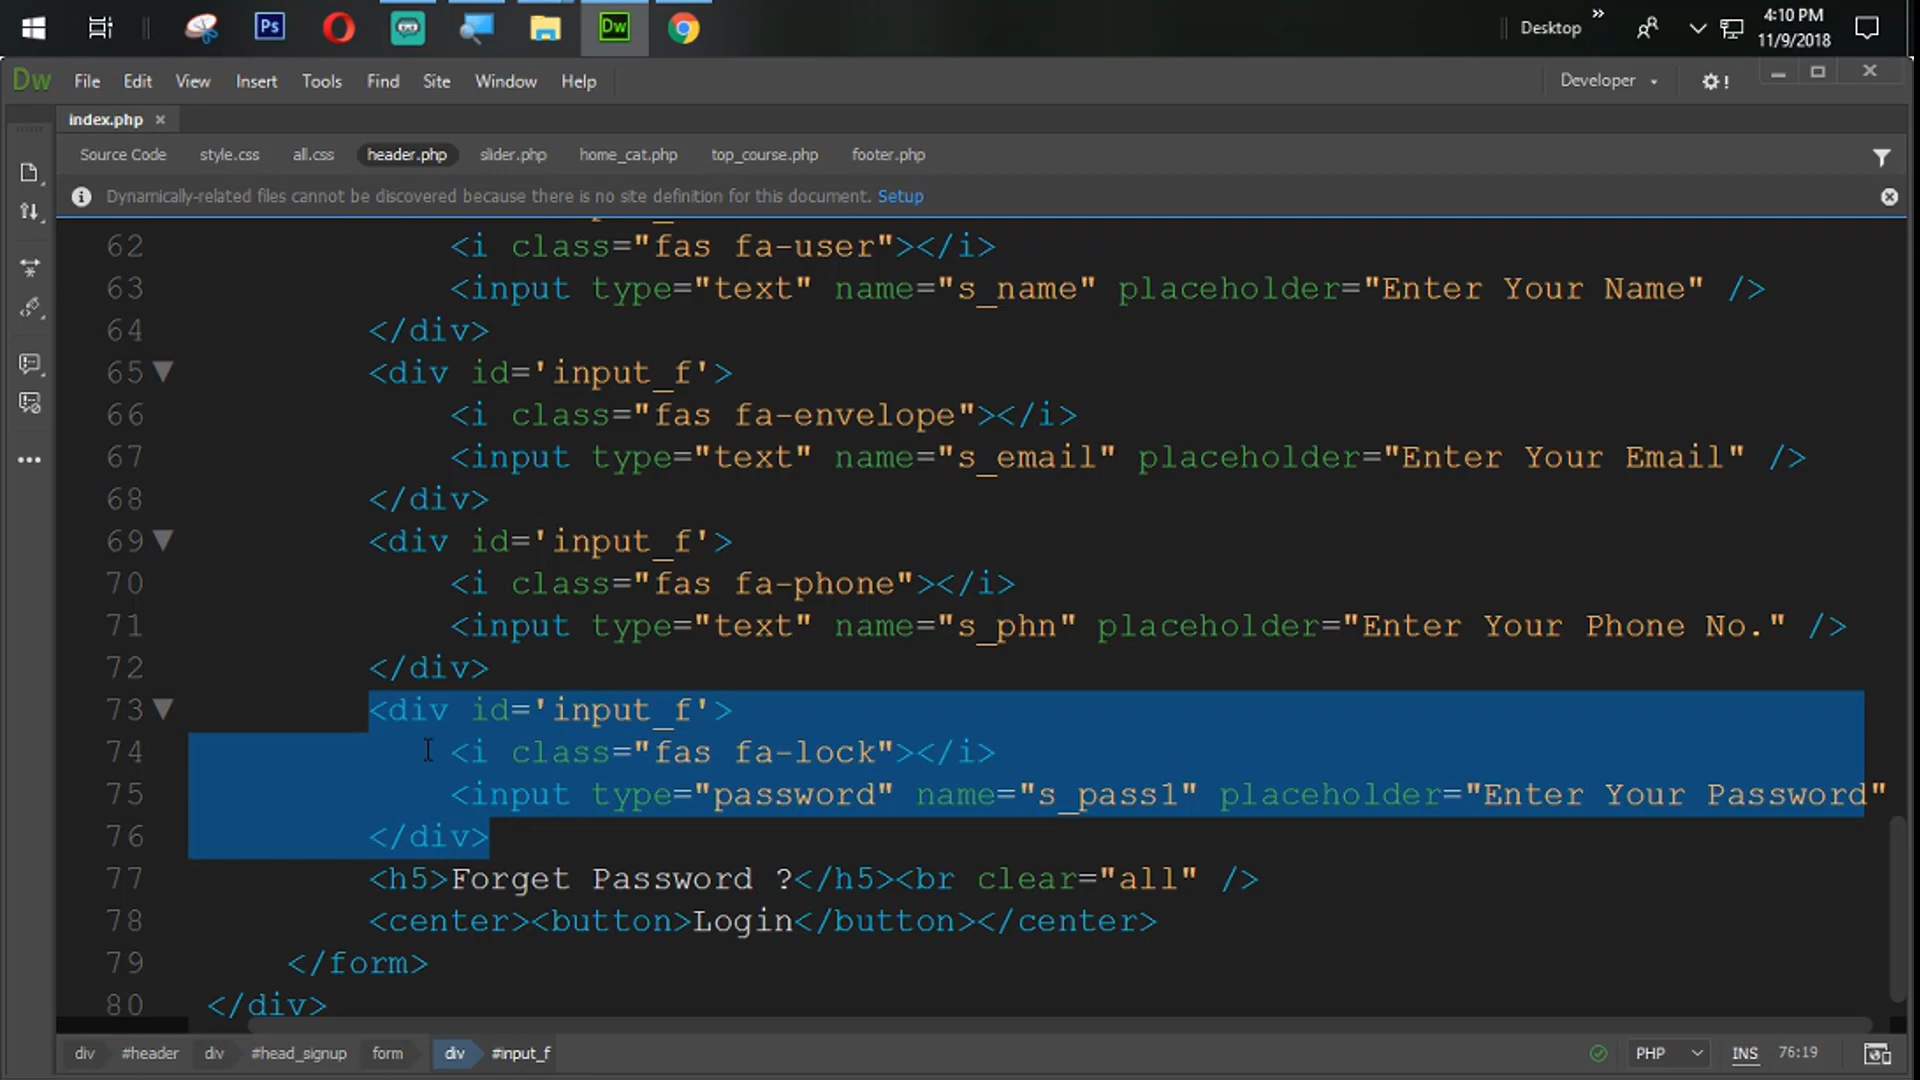 Ps
Dw
Desktop
»
4:10 PM
11/9/2018
Dw File Edit View Insert Tools Find Site Window Help
Developer
!
index.php ×
Source Code style.css all.css header.php slider.php home_cat.php top_course.php footer.php
Dynamically-related files cannot be discovered because there is no site definition for this document. Setup
62 <i class="fas fa-user"></i>
63 <input type="text" name="s_name" placeholder="Enter Your Name" />
64 </div>
65 <div id='input_f'>
66 <i class="fas fa-envelope"></i>
67 <input type="text" name="s_email" placeholder="Enter Your Email" />
68 </div>
69 <div id='input_f'>
70 <i class="fas fa-phone"></i>
71 <input type="text" name="s_phn" placeholder="Enter Your Phone No." />
72 </div>
73 <div id='input_f'>
74 <i class="fas fa-lock"></i>
75 <input type="password" name="s_pass1" placeholder="Enter Your Password"
76 </div>
77 <h5>Forget Password ?</h5><br clear="all" />
78 <center><button>Login</button></center>
79 </form>
80 </div>
div #header div #head_signup form div #input_f
PHP INS 76:19